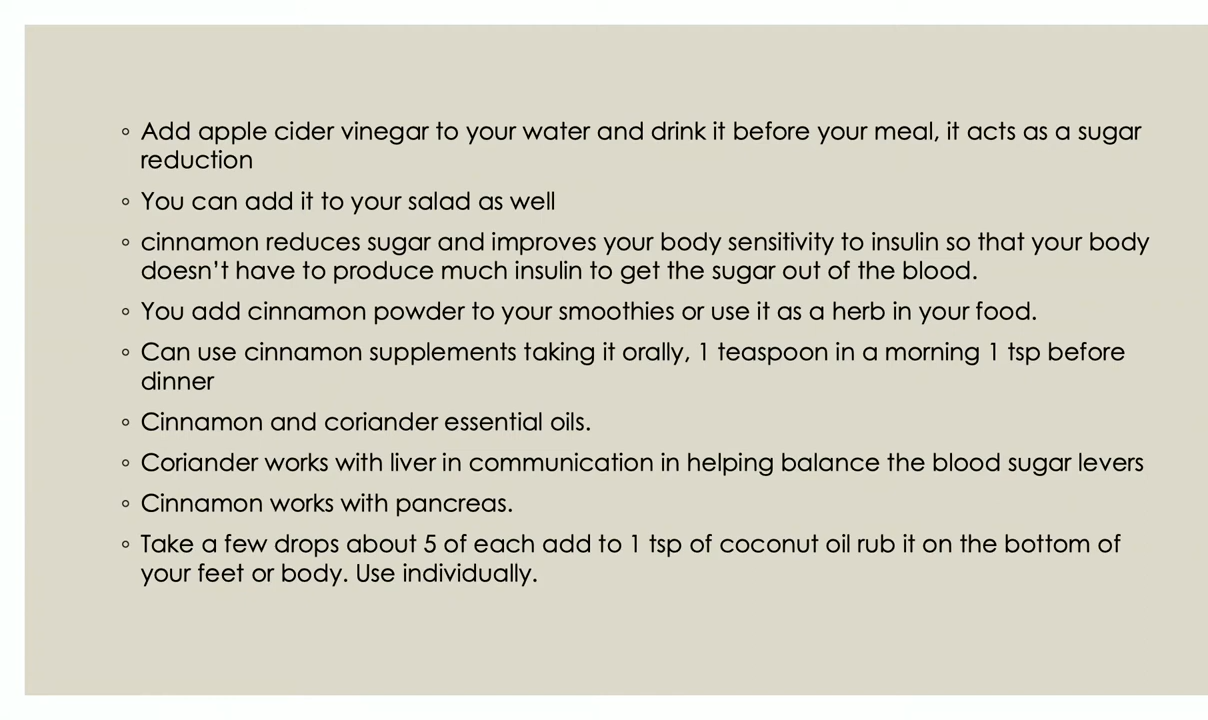 ◦ Add apple cider vinegar to your water and drink it before your meal, it acts as a sugar
reduction
◦ You can add it to your salad as well
◦ cinnamon reduces sugar and improves your body sensitivity to insulin so that your body
doesn’t have to produce much insulin to get the sugar out of the blood.
◦ You add cinnamon powder to your smoothies or use it as a herb in your food.
◦ Can use cinnamon supplements taking it orally, 1 teaspoon in a morning 1 tsp before
dinner
◦ Cinnamon and coriander essential oils.
◦ Coriander works with liver in communication in helping balance the blood sugar levers
◦ Cinnamon works with pancreas.
◦ Take a few drops about 5 of each add to 1 tsp of coconut oil rub it on the bottom of
your feet or body. Use individually.